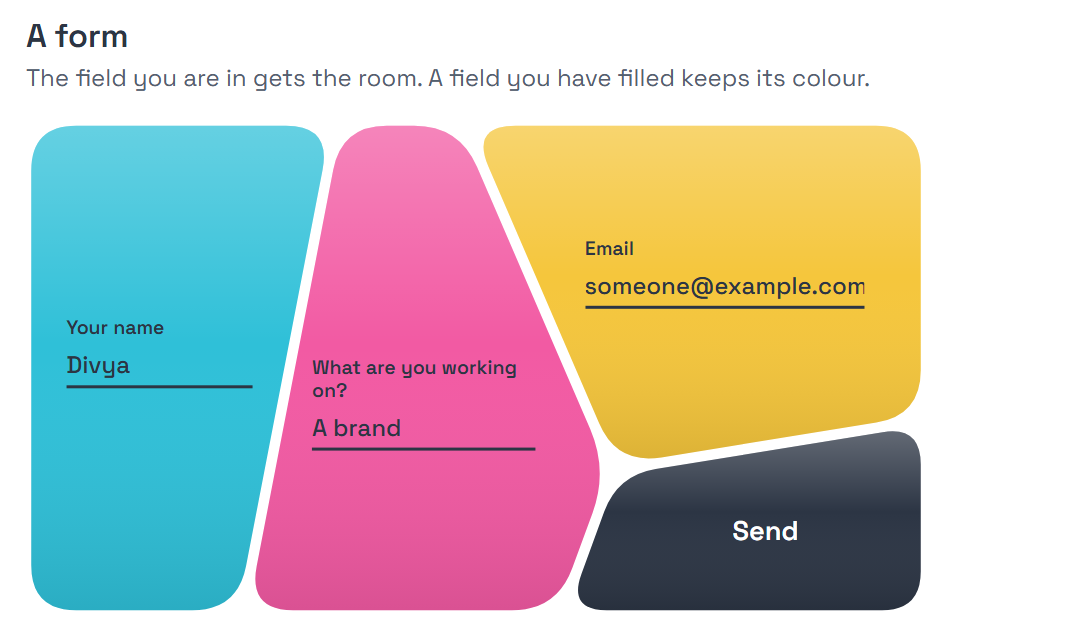 A form
The field you are in gets the room. A field you have filled keeps its colour.
Your name
Divya
What are you working
on?
A brand
Email
someone@example.com
Send